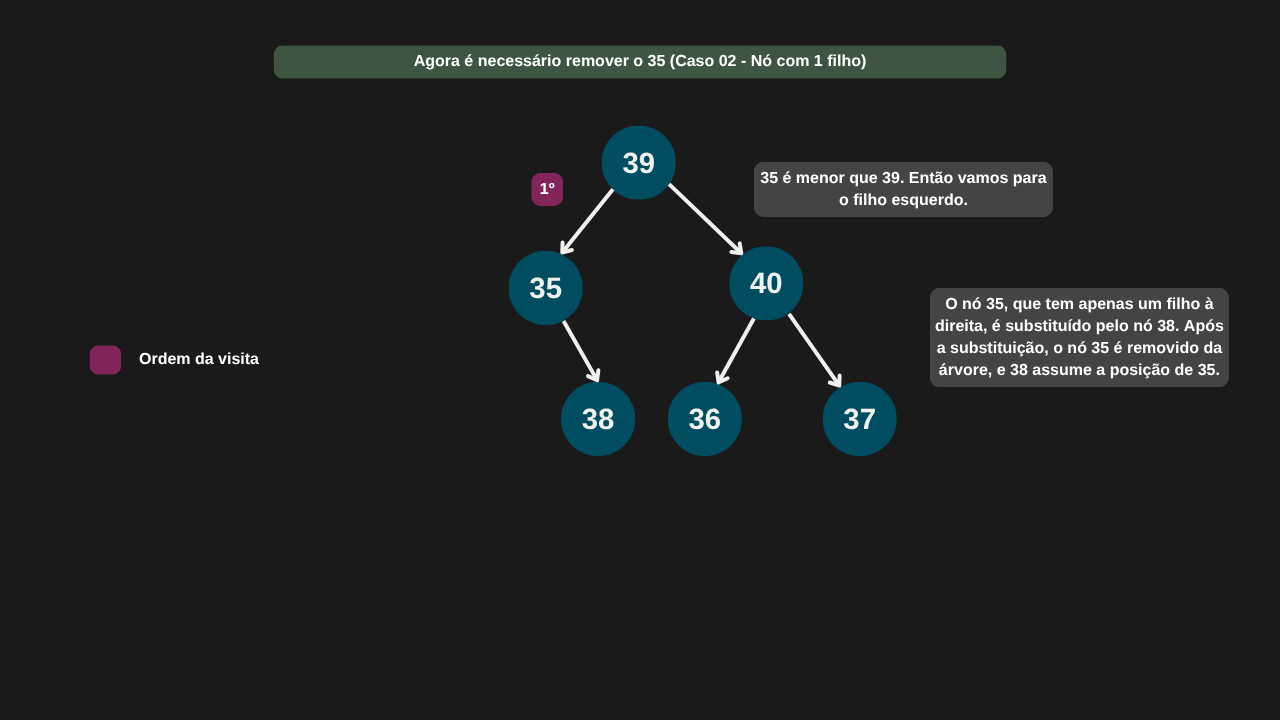 Agora é necessário remover o 35 (Caso 02 - Nó com 1 filho)
39
1º
35 é menor que 39. Então vamos para
o filho esquerdo.
35
40
O nó 35, que tem apenas um filho à
direita, é substituído pelo nó 38. Após
a substituição, o nó 35 é removido da
árvore, e 38 assume a posição de 35.
Ordem da visita
38
36
37